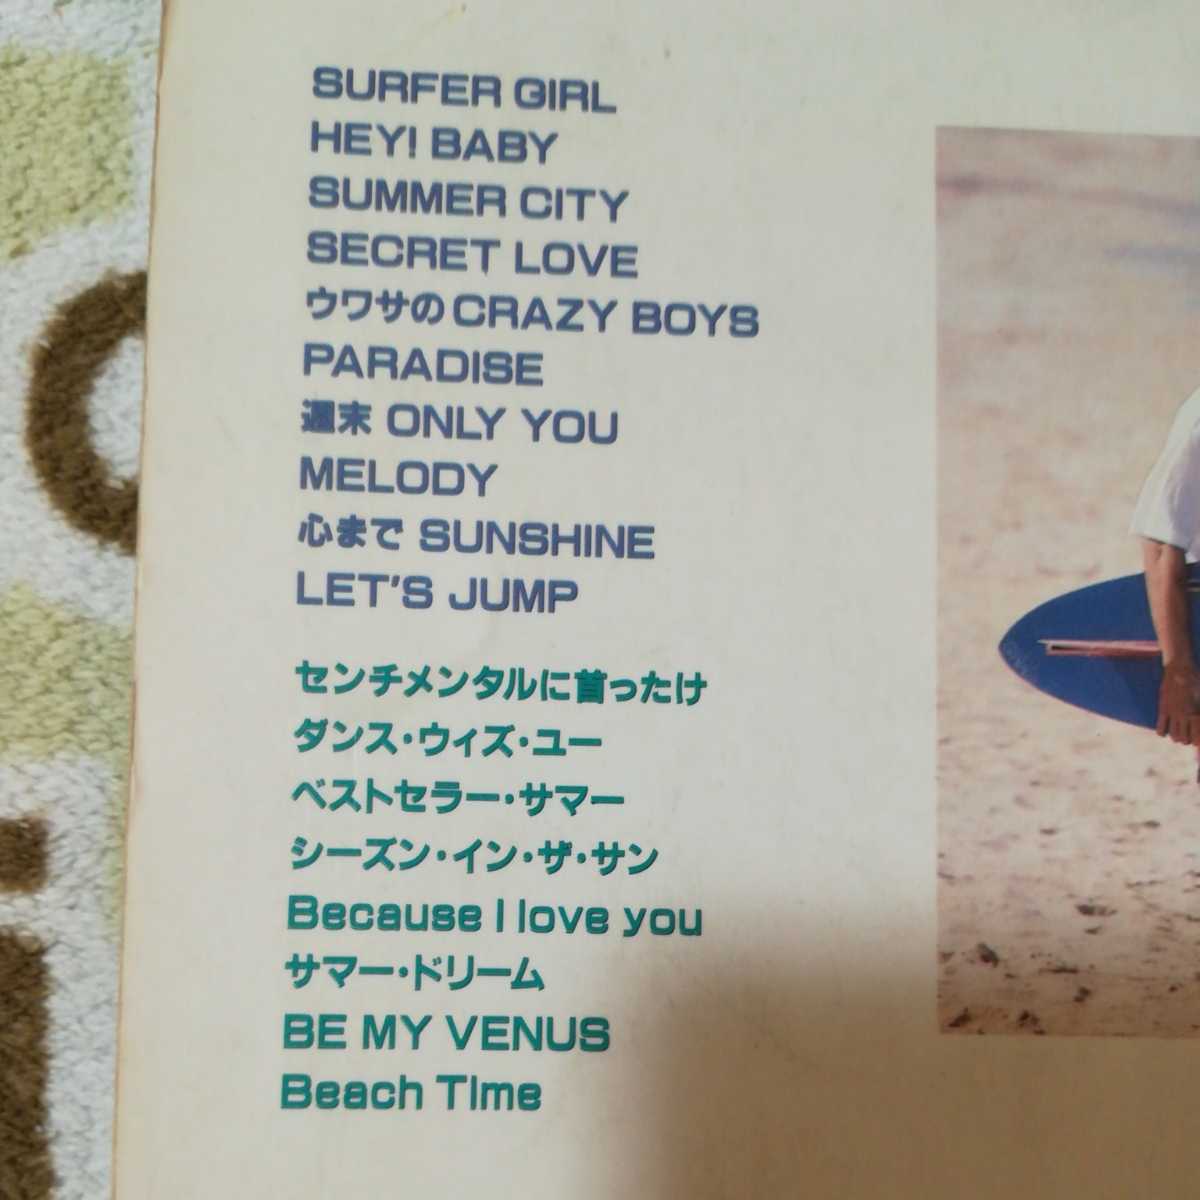 SURFER GIRL
HEY! BABY
SUMMER CITY
SECRET LOVE
ウワサのCRAZY BOYS
PARADISE
週末 ONLY YOU
MELODY
心まで SUNSHINE
LET'S JUMP
センチメンタルに首ったけ
ダンス・ウィズ・ユー
ベストセラー・サマー
シーズン・イン・ザ・サン
Because I love you
サマー・ドリーム
BE MY VENUS
Beach Time